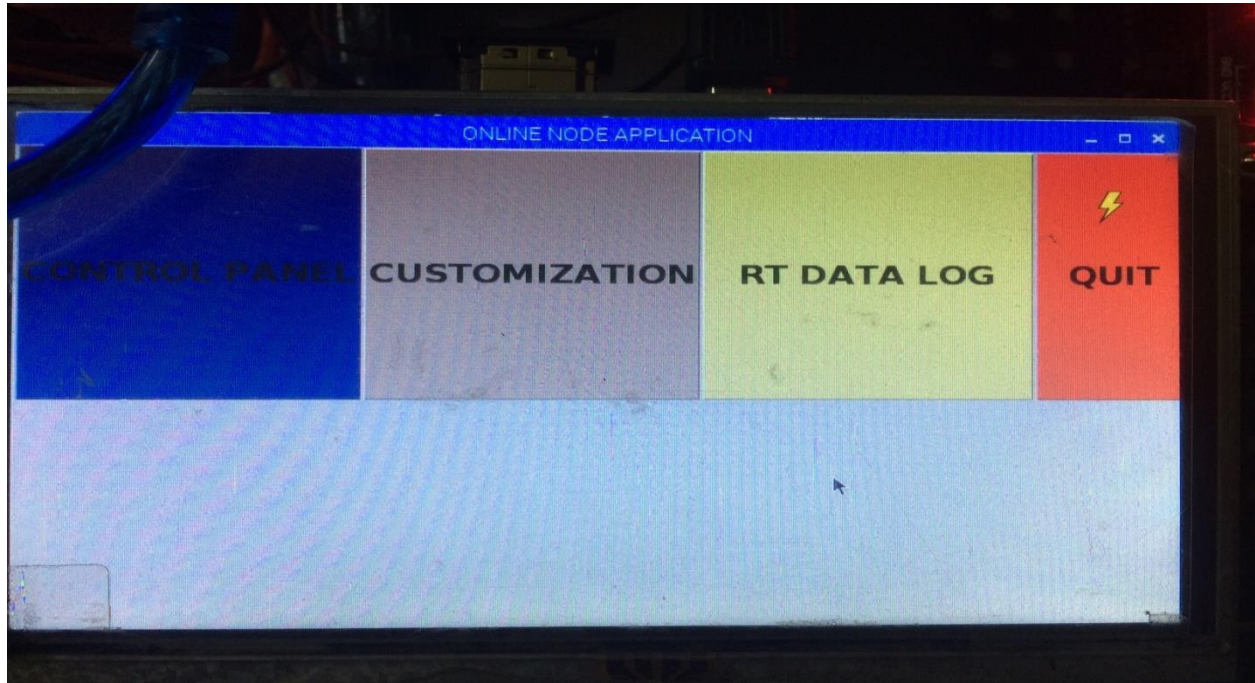 ONLINE NODE APPLICATION
CONTROL PANEL
CUSTOMIZATION
RT DATA LOG
QUIT